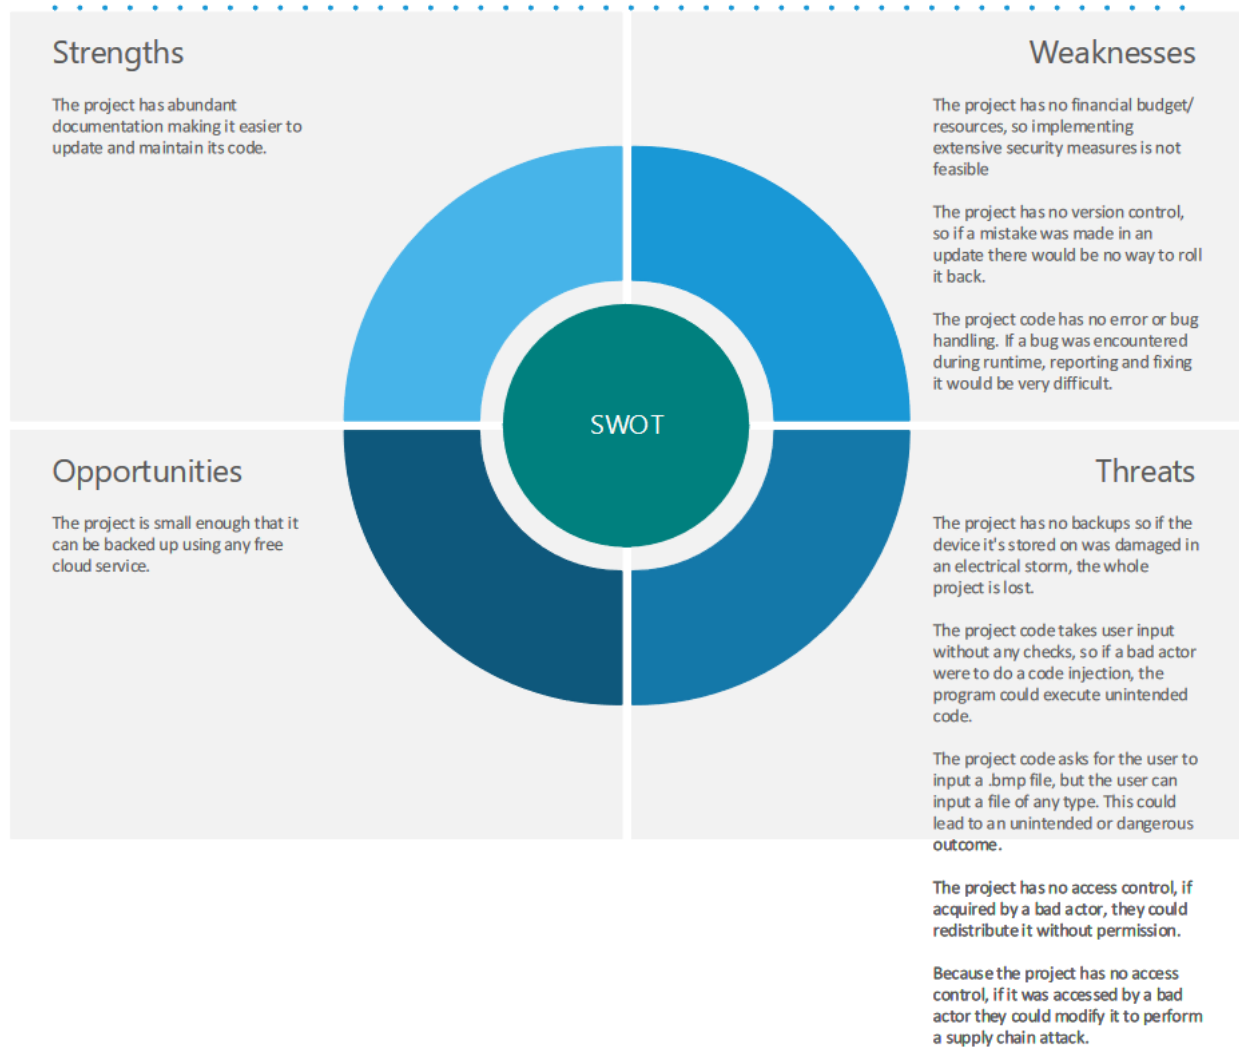 Strengths
The project has abundant
documentation making it easier to
update and maintain its code.
Weaknesses
The project has no financial budget/
resources, so implementing
extensive security measures is not
feasible
The project has no version control,
so if a mistake was made in an
update there would be no way to roll
it back.
The project code has no error or bug
handling. If a bug was encountered
during runtime, reporting and fixing
it would be very difficult.
SWOT
Opportunities
The project is small enough that it
can be backed up using any free
cloud service.
Threats
The project has no backups so if the
device it's stored on was damaged in
an electrical storm, the whole
project is lost.
The project code takes user input
without any checks, so if a bad actor
were to do a code injection, the
program could execute unintended
code.
The project code asks for the user to
input a .bmp file, but the user can
input a file of any type. This could
lead to an unintended or dangerous
outcome.
The project has no access control, if
acquired by a bad actor, they could
redistribute it without permission.
Because the project has no access
control, if it was accessed by a bad
actor they could modify it to perform
a supply chain attack.